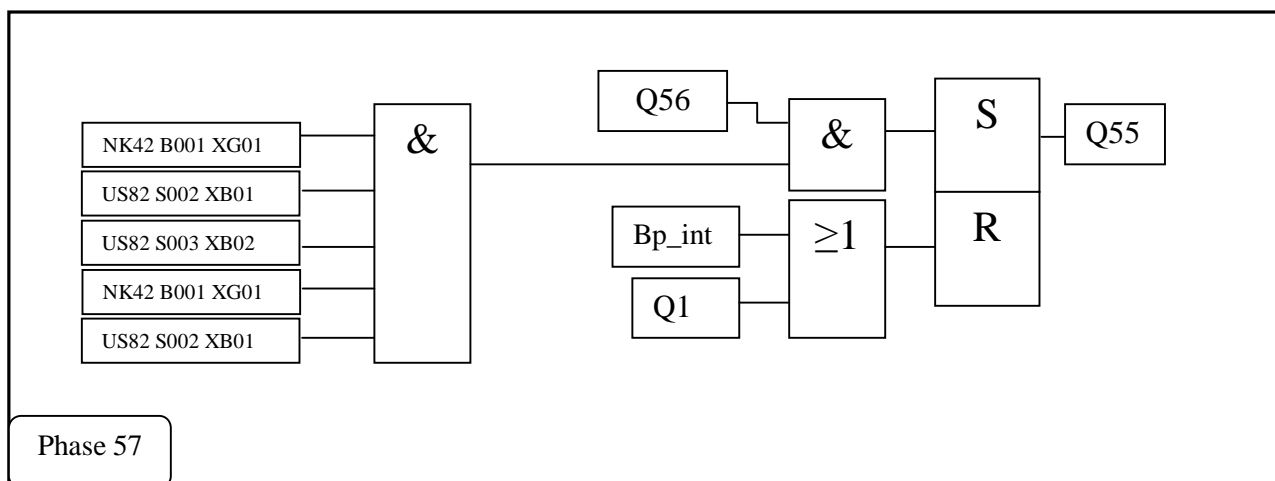 NK42 B001 XG01
US82 S002 XB01
US82 S003 XB02
NK42 B001 XG01
US82 S002 XB01
&
Q56
&
Bp_int
Q1
≥1
S
R
Q55
Phase 57